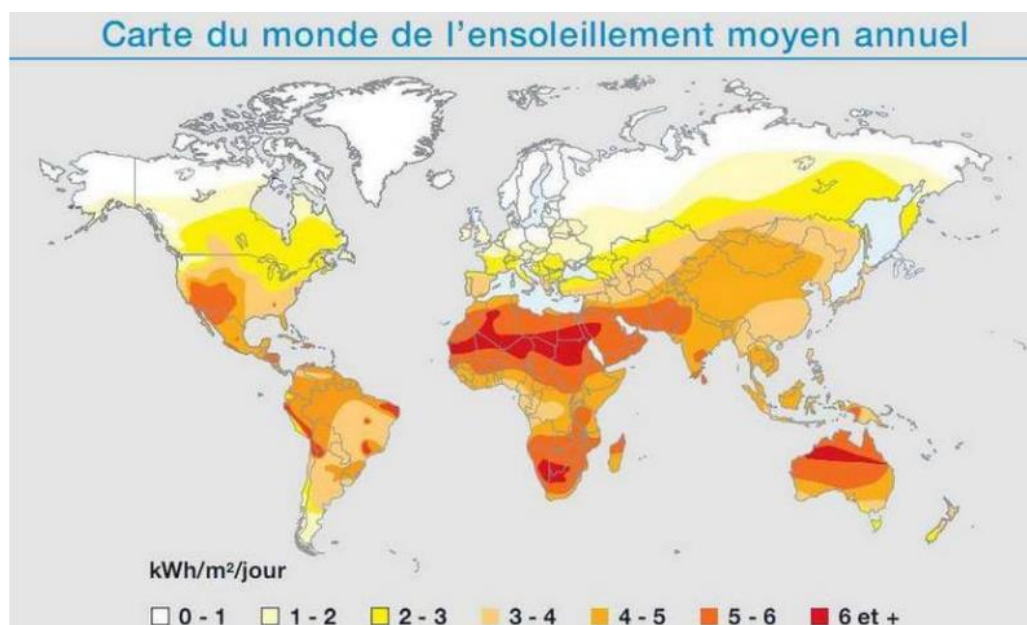 Carte du monde de l'ensoleillement moyen annuel
kWh/m²/jour
0 - 1 1 - 2 2 - 3 3 - 4 4 - 5 5 - 6 6 et +